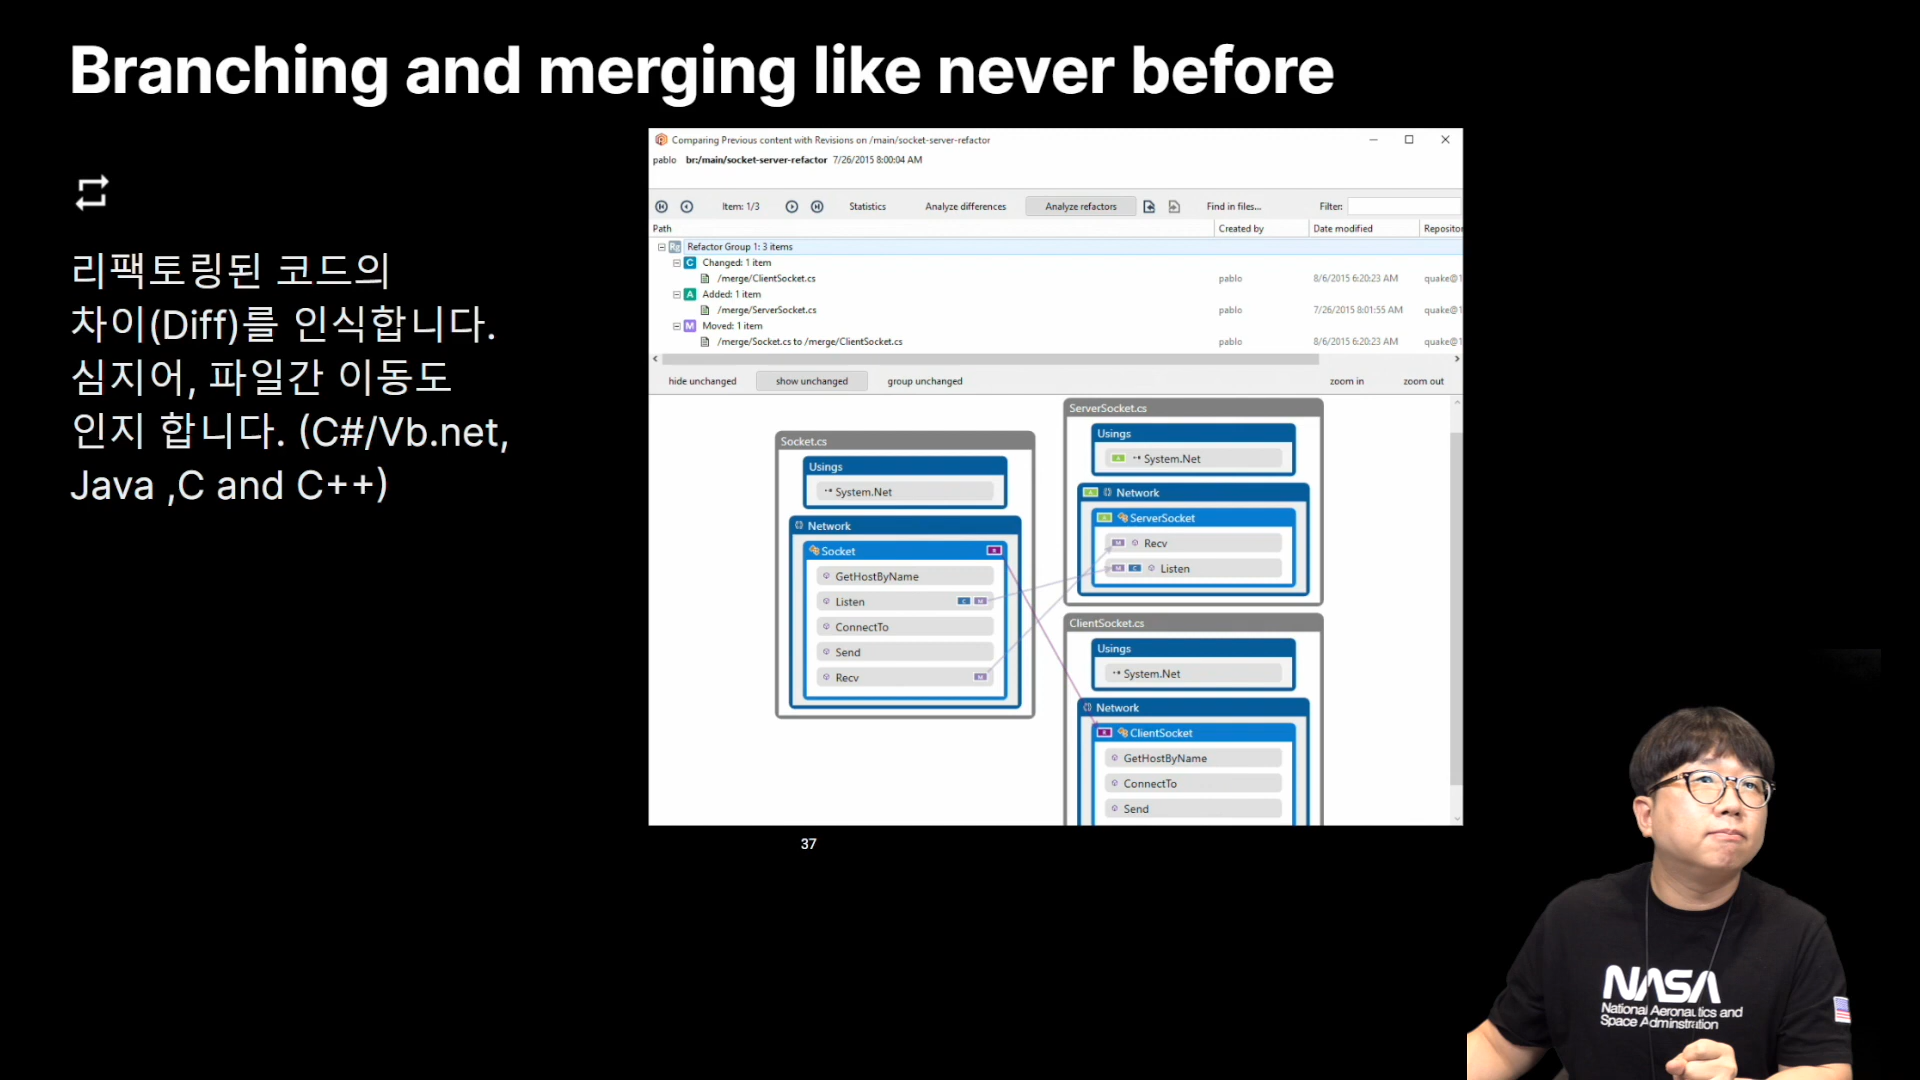 Branching and merging like never before
리팩토링된 코드의
차이(Diff)를 인식합니다.
심지어, 파일간 이동도
인지 합니다. (C#/Vb.net,
Java ,C and C++)
Comparing Previous content with Revisions on /main/socket-server-refactor
pablo br:/main/socket-server-refactor 7/26/2015 8:00:04 AM
Item: 1/3 Statistics Analyze differences Analyze refactors Find in files... Filter:
Path Created by Date modified Repositor
Rg Refactor Group 1: 3 items
C Changed: 1 item
/merge/ClientSocket.cs pablo 8/6/2015 6:20:23 AM quake@1
A Added: 1 item
/merge/ServerSocket.cs pablo 7/26/2015 8:01:55 AM quake@1
M Moved: 1 item
/merge/Socket.cs to /merge/ClientSocket.cs pablo 8/6/2015 6:20:23 AM quake@1
hide unchanged show unchanged group unchanged zoom in zoom out
Socket.cs
Usings
System.Net
Network
Socket R
GetHostByName
Listen C M
ConnectTo
Send
Recv M
ServerSocket.cs
Usings
A System.Net
A Network
A ServerSocket
M Recv
M C Listen
ClientSocket.cs
Usings
System.Net
Network
R ClientSocket
GetHostByName
ConnectTo
Send
37
NASA
National Aeronautics and
Space Adminstration